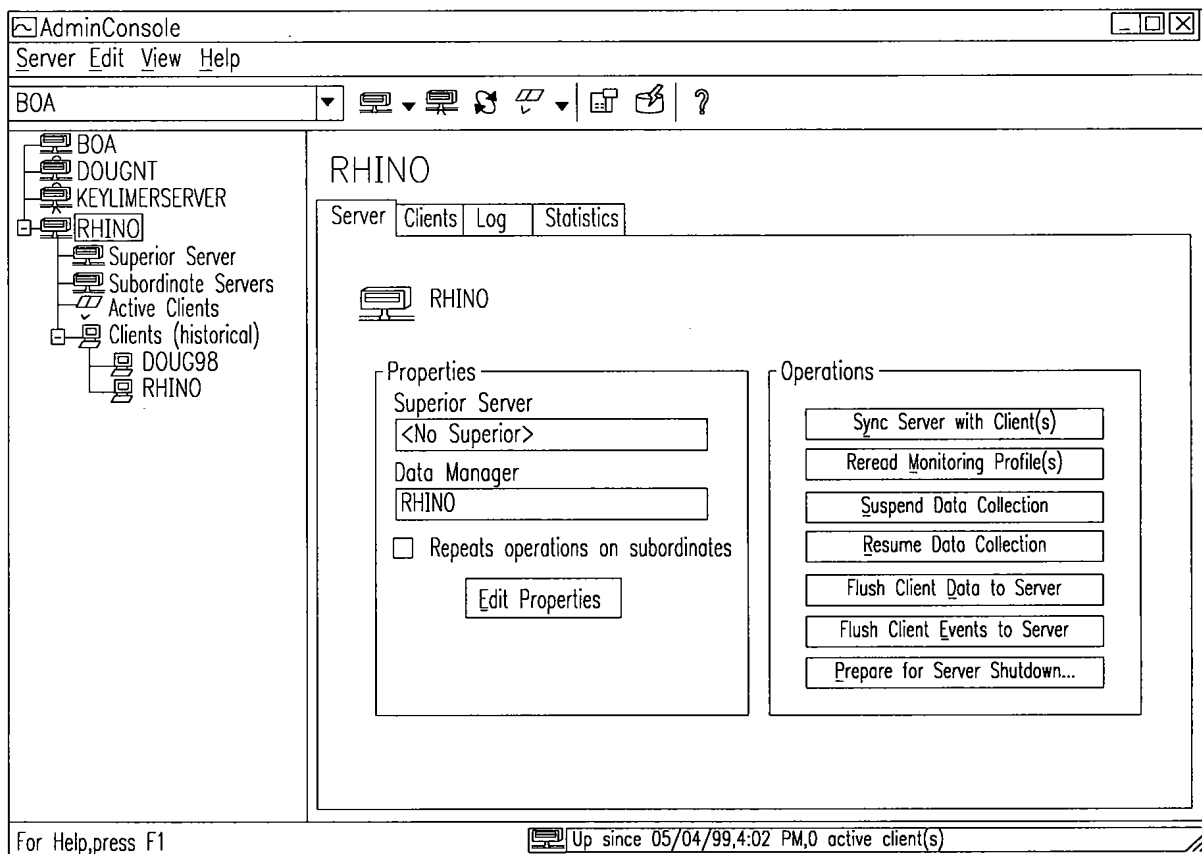 AdminConsole
Server Edit View Help
BOA
?
BOA
DOUGNT
KEYLIMERSERVER
RHINO
Superior Server
Subordinate Servers
Active Clients
Clients (historical)
DOUG98
RHINO
RHINO
Server Clients Log Statistics
RHINO
Properties
Superior Server
<No Superior>
Data Manager
RHINO
Repeats operations on subordinates
Edit Properties
Operations
Sync Server with Client(s)
Reread Monitoring Profile(s)
Suspend Data Collection
Resume Data Collection
Flush Client Data to Server
Flush Client Events to Server
Prepare for Server Shutdown...
For Help,press F1
Up since 05/04/99,4:02 PM,0 active client(s)